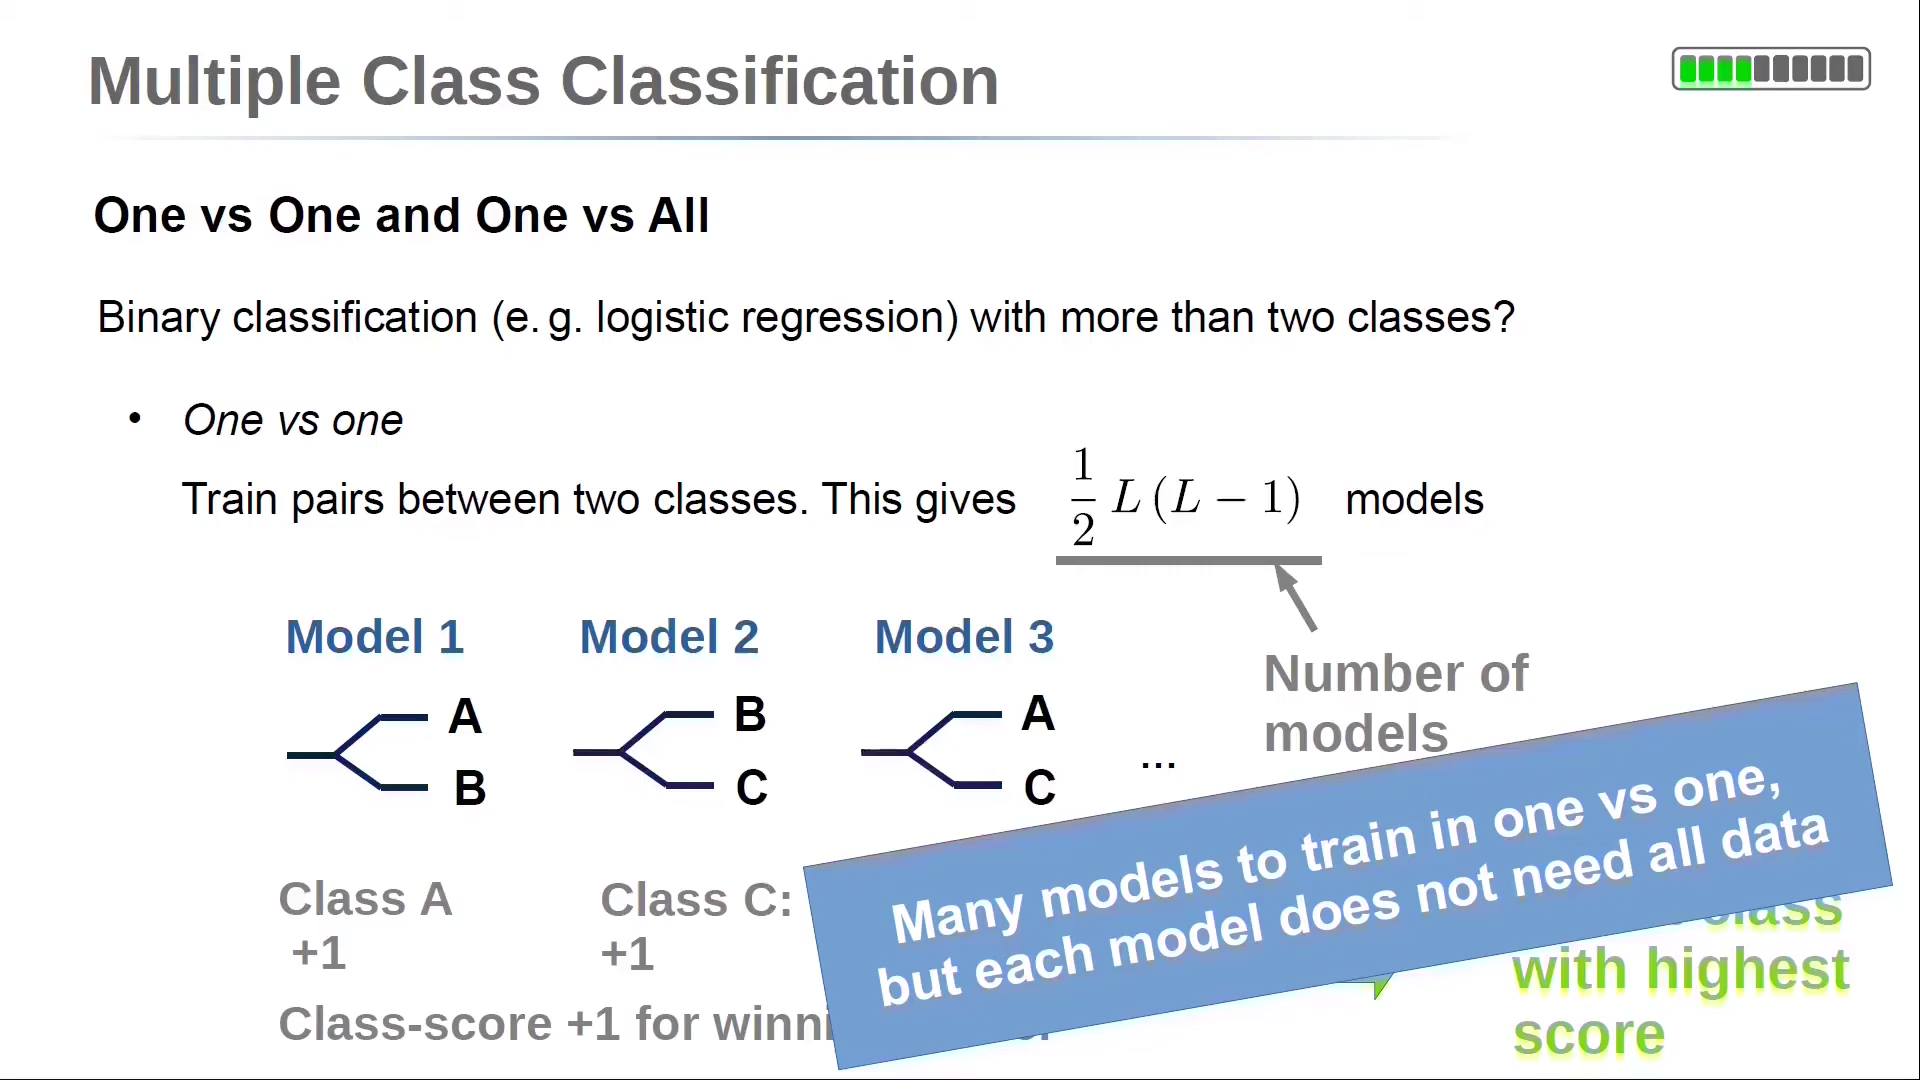 Multiple Class Classification
One vs One and One vs All
Binary classification (e. g. logistic regression) with more than two classes?
• One vs one
Train pairs between two classes. This gives 1/2 L (L − 1) models
Number of
models
Model 1 Model 2 Model 3
A B A
B C C
...
Class A
+1
Class C:
+1
Class-score +1 for
Many models to train in one vs one,
but each model does not need all data
class
with highest
score